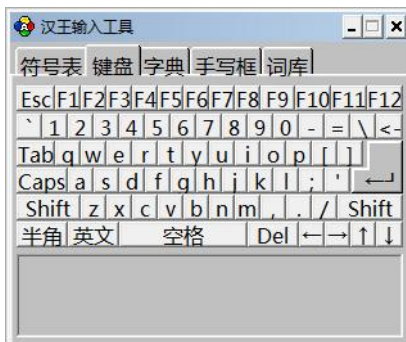 汉王输入工具
符号表 键盘 字典 手写框 词库
Esc F1 F2 F3 F4 F5 F6 F7 F8 F9 F10 F11 F12
` 1 2 3 4 5 6 7 8 9 0 - = \ <-
Tab q w e r t y u i o p [ ]
Caps a s d f g h j k l ; ' ←┘
Shift z x c v b n m , . / Shift
半角 英文 空格 Del ← → ↑ ↓